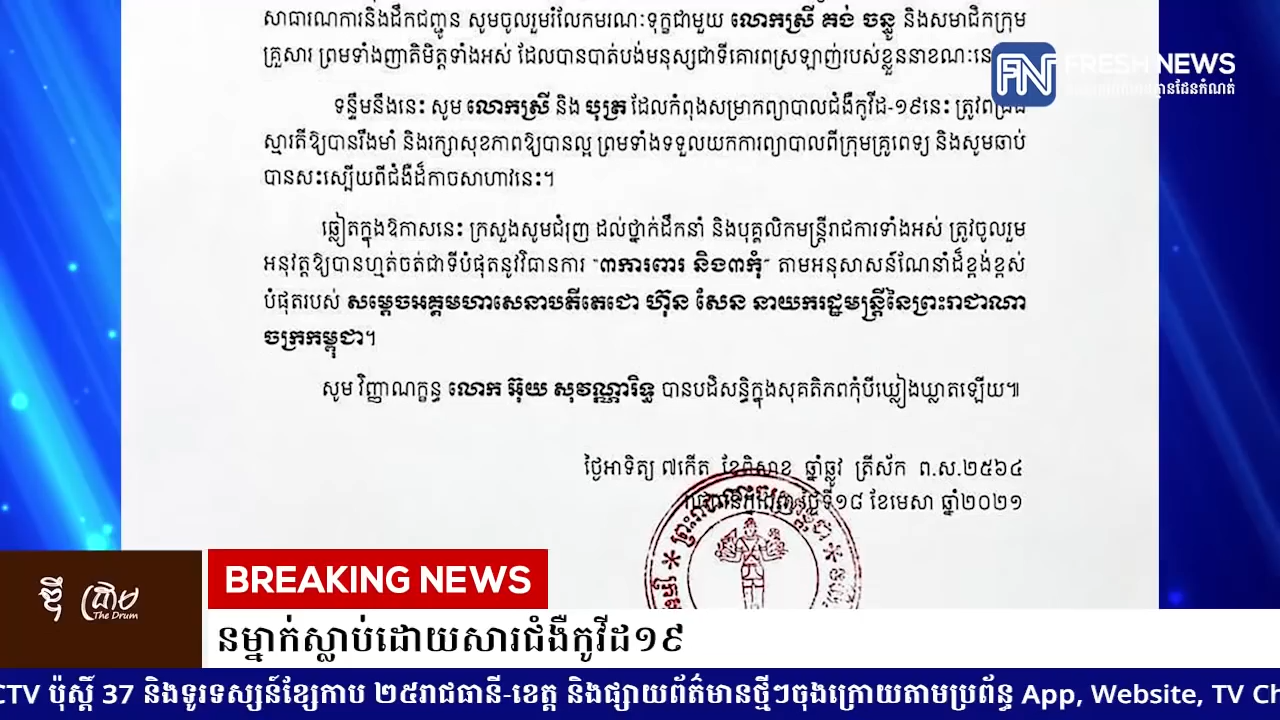 សាធារណការនិងដឹកជញ្ជូន សូមចូលរួមរំលែកមរណៈទុក្ខជាមួយ លោកស្រី គង់ ចន្ធូ និងសមាជិកក្រុម
គ្រួសារ ព្រមទាំងញាតិមិត្តទាំងអស់ ដែលបានបាត់បង់មនុស្សជាទីគោរពស្រឡាញ់របស់ខ្លួននាខណៈនេ
FN FRESH NEWS
ទន្ទឹមនឹងនេះ សូម លោកស្រី និង បុត្រ ដែលកំពុងសម្រាកព្យាបាលជំងឺកូវីដ-១៩នេះ ត្រូវពង្រឹង
ស្មារតីឱ្យបានរឹងមាំ និងរក្សាសុខភាពឱ្យបានល្អ ព្រមទាំងទទួលយកការព្យាបាលពីក្រុមគ្រូពេទ្យ និងសូមឆាប់
បានសះស្បើយពីជំងឺដ៏កាចសាហាវនេះ។
ឆ្លៀតក្នុងឱកាសនេះ ក្រសួងសូមជំរុញ ដល់ថ្នាក់ដឹកនាំ និងបុគ្គលិកមន្ត្រីរាជការទាំងអស់ ត្រូវចូលរួម
អនុវត្តឱ្យបានហ្មត់ចត់ជាទីបំផុតនូវវិធានការ "៣ការពារ និង៣កុំ" តាមអនុសាសន៍ណែនាំដ៏ខ្ពង់ខ្ពស់
បំផុតរបស់ សម្តេចអគ្គមហាសេនាបតីតេជោ ហ៊ុន សែន នាយករដ្ឋមន្ត្រីនៃព្រះរាជាណា
ចក្រកម្ពុជា។
សូម វិញ្ញាណក្ខន្ធ លោក អ៊ុយ សុវណ្ណារិទ្ធ បានបដិសន្ធិក្នុងសុគតិភពកុំបីឃ្លៀងឃ្លាតឡើយ៕
ថ្ងៃអាទិត្យ ៧កើត ខែពិសាខ ឆ្នាំឆ្លូវ ត្រីស័ក ព.ស.២៥៦៤
ថ្ងៃទី១៨ ខែមេសា ឆ្នាំ២០២១
ឌឹ ដ្រាម
The Drum
BREAKING NEWS
នម្នាក់ស្លាប់ដោយសារជំងឺកូវីដ១៩
CTV ប៉ុស្តិ៍ 37 និងទូរទស្សន៍ខ្សែកាប ២៥រាជធានី-ខេត្ត និងផ្សាយព័ត៌មានថ្មីៗចុងក្រោយតាមប្រព័ន្ធ App, Website, TV Ch